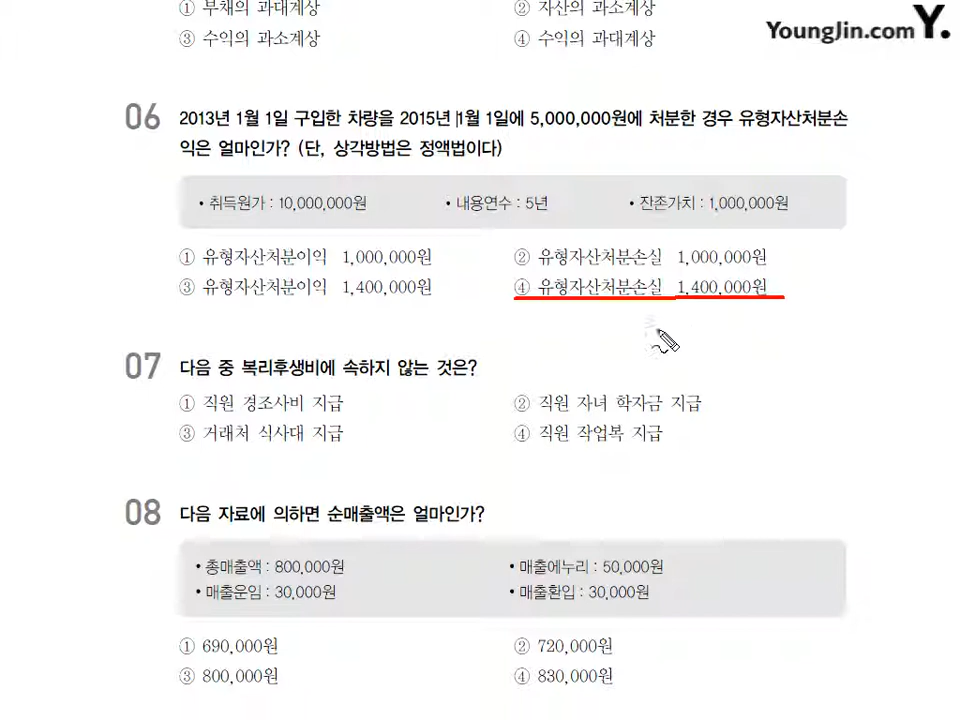 ① 부채의 과대계상 ② 자산의 과소계상
③ 수익의 과소계상 ④ 수익의 과대계상
YoungJin.com Y.
06 2013년 1월 1일 구입한 차량을 2015년 1월 1일에 5,000,000원에 처분한 경우 유형자산처분손
익은 얼마인가? (단, 상각방법은 정액법이다)
• 취득원가 : 10,000,000원 • 내용연수 : 5년 • 잔존가치 : 1,000,000원
① 유형자산처분이익 1,000,000원 ② 유형자산처분손실 1,000,000원
③ 유형자산처분이익 1,400,000원 ④ 유형자산처분손실 1,400,000원
07 다음 중 복리후생비에 속하지 않는 것은?
① 직원 경조사비 지급 ② 직원 자녀 학자금 지급
③ 거래처 식사대 지급 ④ 직원 작업복 지급
08 다음 자료에 의하면 순매출액은 얼마인가?
• 총매출액 : 800,000원 • 매출에누리 : 50,000원
• 매출운임 : 30,000원 • 매출환입 : 30,000원
① 690,000원 ② 720,000원
③ 800,000원 ④ 830,000원